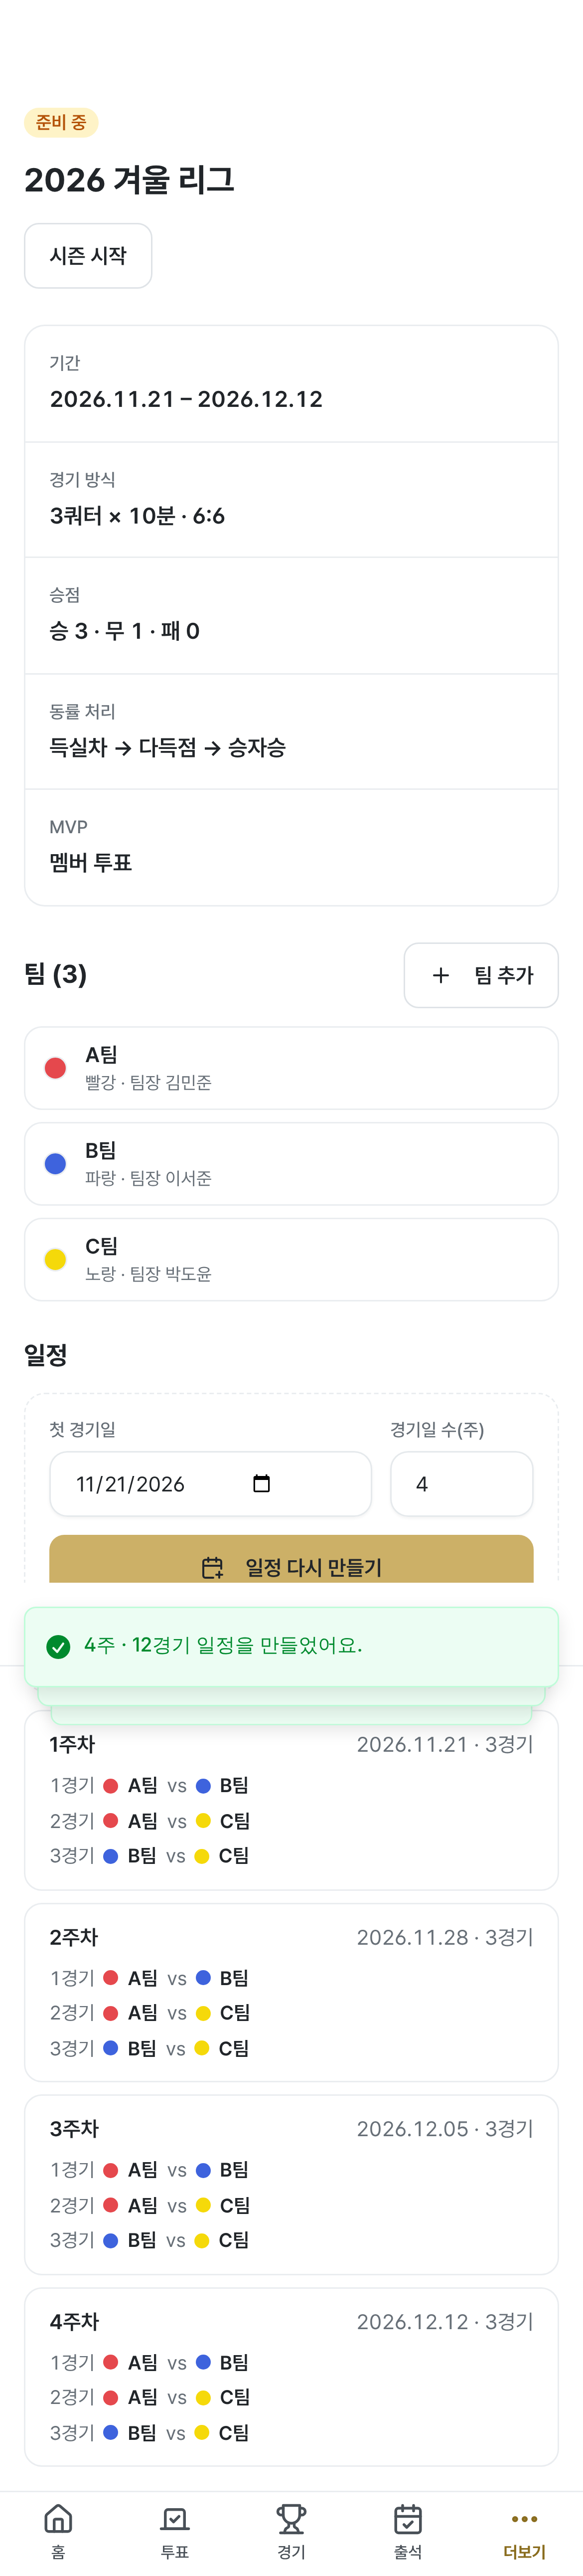 준비 중
2026 겨울 리그
시즌 시작
기간
2026.11.21 – 2026.12.12
경기 방식
3쿼터 × 10분 · 6:6
승점
승 3 · 무 1 · 패 0
동률 처리
득실차 → 다득점 → 승자승
MVP
멤버 투표
팀 (3)
+ 팀 추가
A팀
빨강 · 팀장 김민준
B팀
파랑 · 팀장 이서준
C팀
노랑 · 팀장 박도윤
일정
첫 경기일 경기일 수(주)
11/21/2026 4
일정 다시 만들기
4주 · 12경기 일정을 만들었어요.
1주차 2026.11.21 · 3경기
1경기 A팀 vs B팀
2경기 A팀 vs C팀
3경기 B팀 vs C팀
2주차 2026.11.28 · 3경기
1경기 A팀 vs B팀
2경기 A팀 vs C팀
3경기 B팀 vs C팀
3주차 2026.12.05 · 3경기
1경기 A팀 vs B팀
2경기 A팀 vs C팀
3경기 B팀 vs C팀
4주차 2026.12.12 · 3경기
1경기 A팀 vs B팀
2경기 A팀 vs C팀
3경기 B팀 vs C팀
홈 투표 경기 출석 더보기